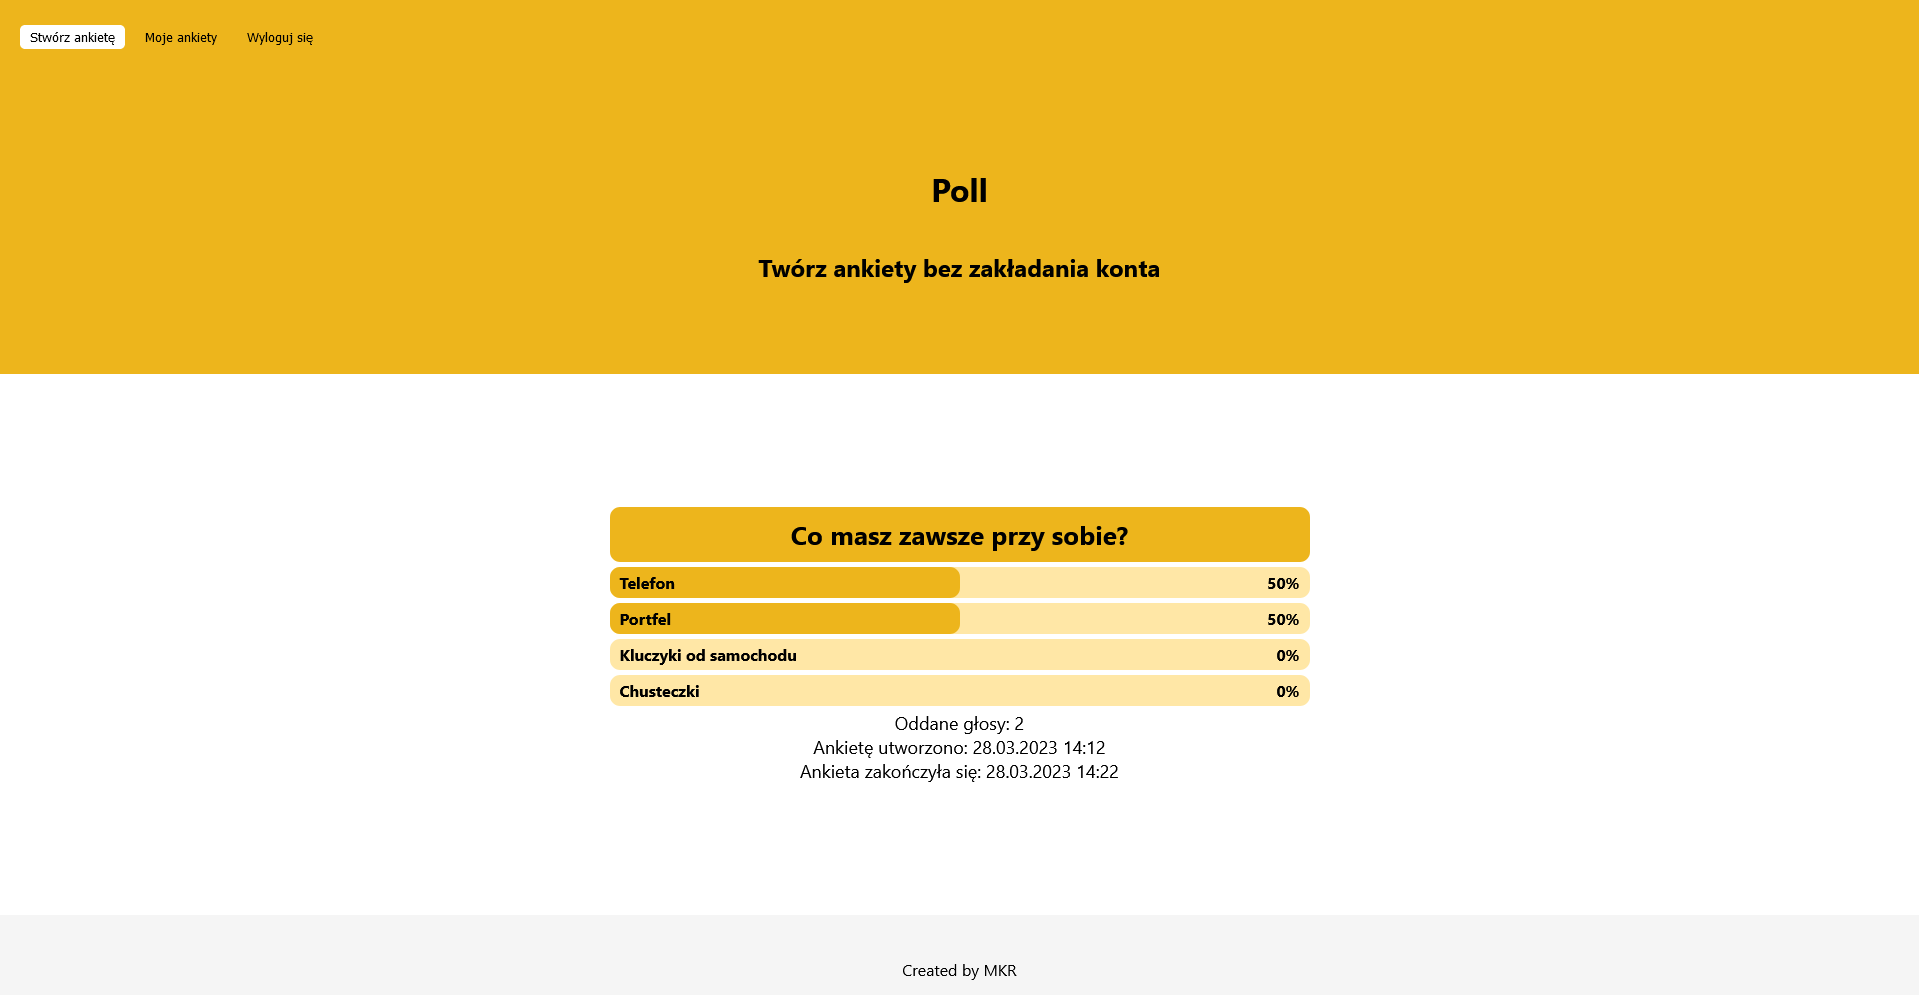 Stwórz ankietę Moje ankiety Wyloguj się
Poll
Twórz ankiety bez zakładania konta
Co masz zawsze przy sobie?
Telefon 50%
Portfel 50%
Kluczyki od samochodu 0%
Chusteczki 0%
Oddane głosy: 2
Ankietę utworzono: 28.03.2023 14:12
Ankieta zakończyła się: 28.03.2023 14:22
Created by MKR